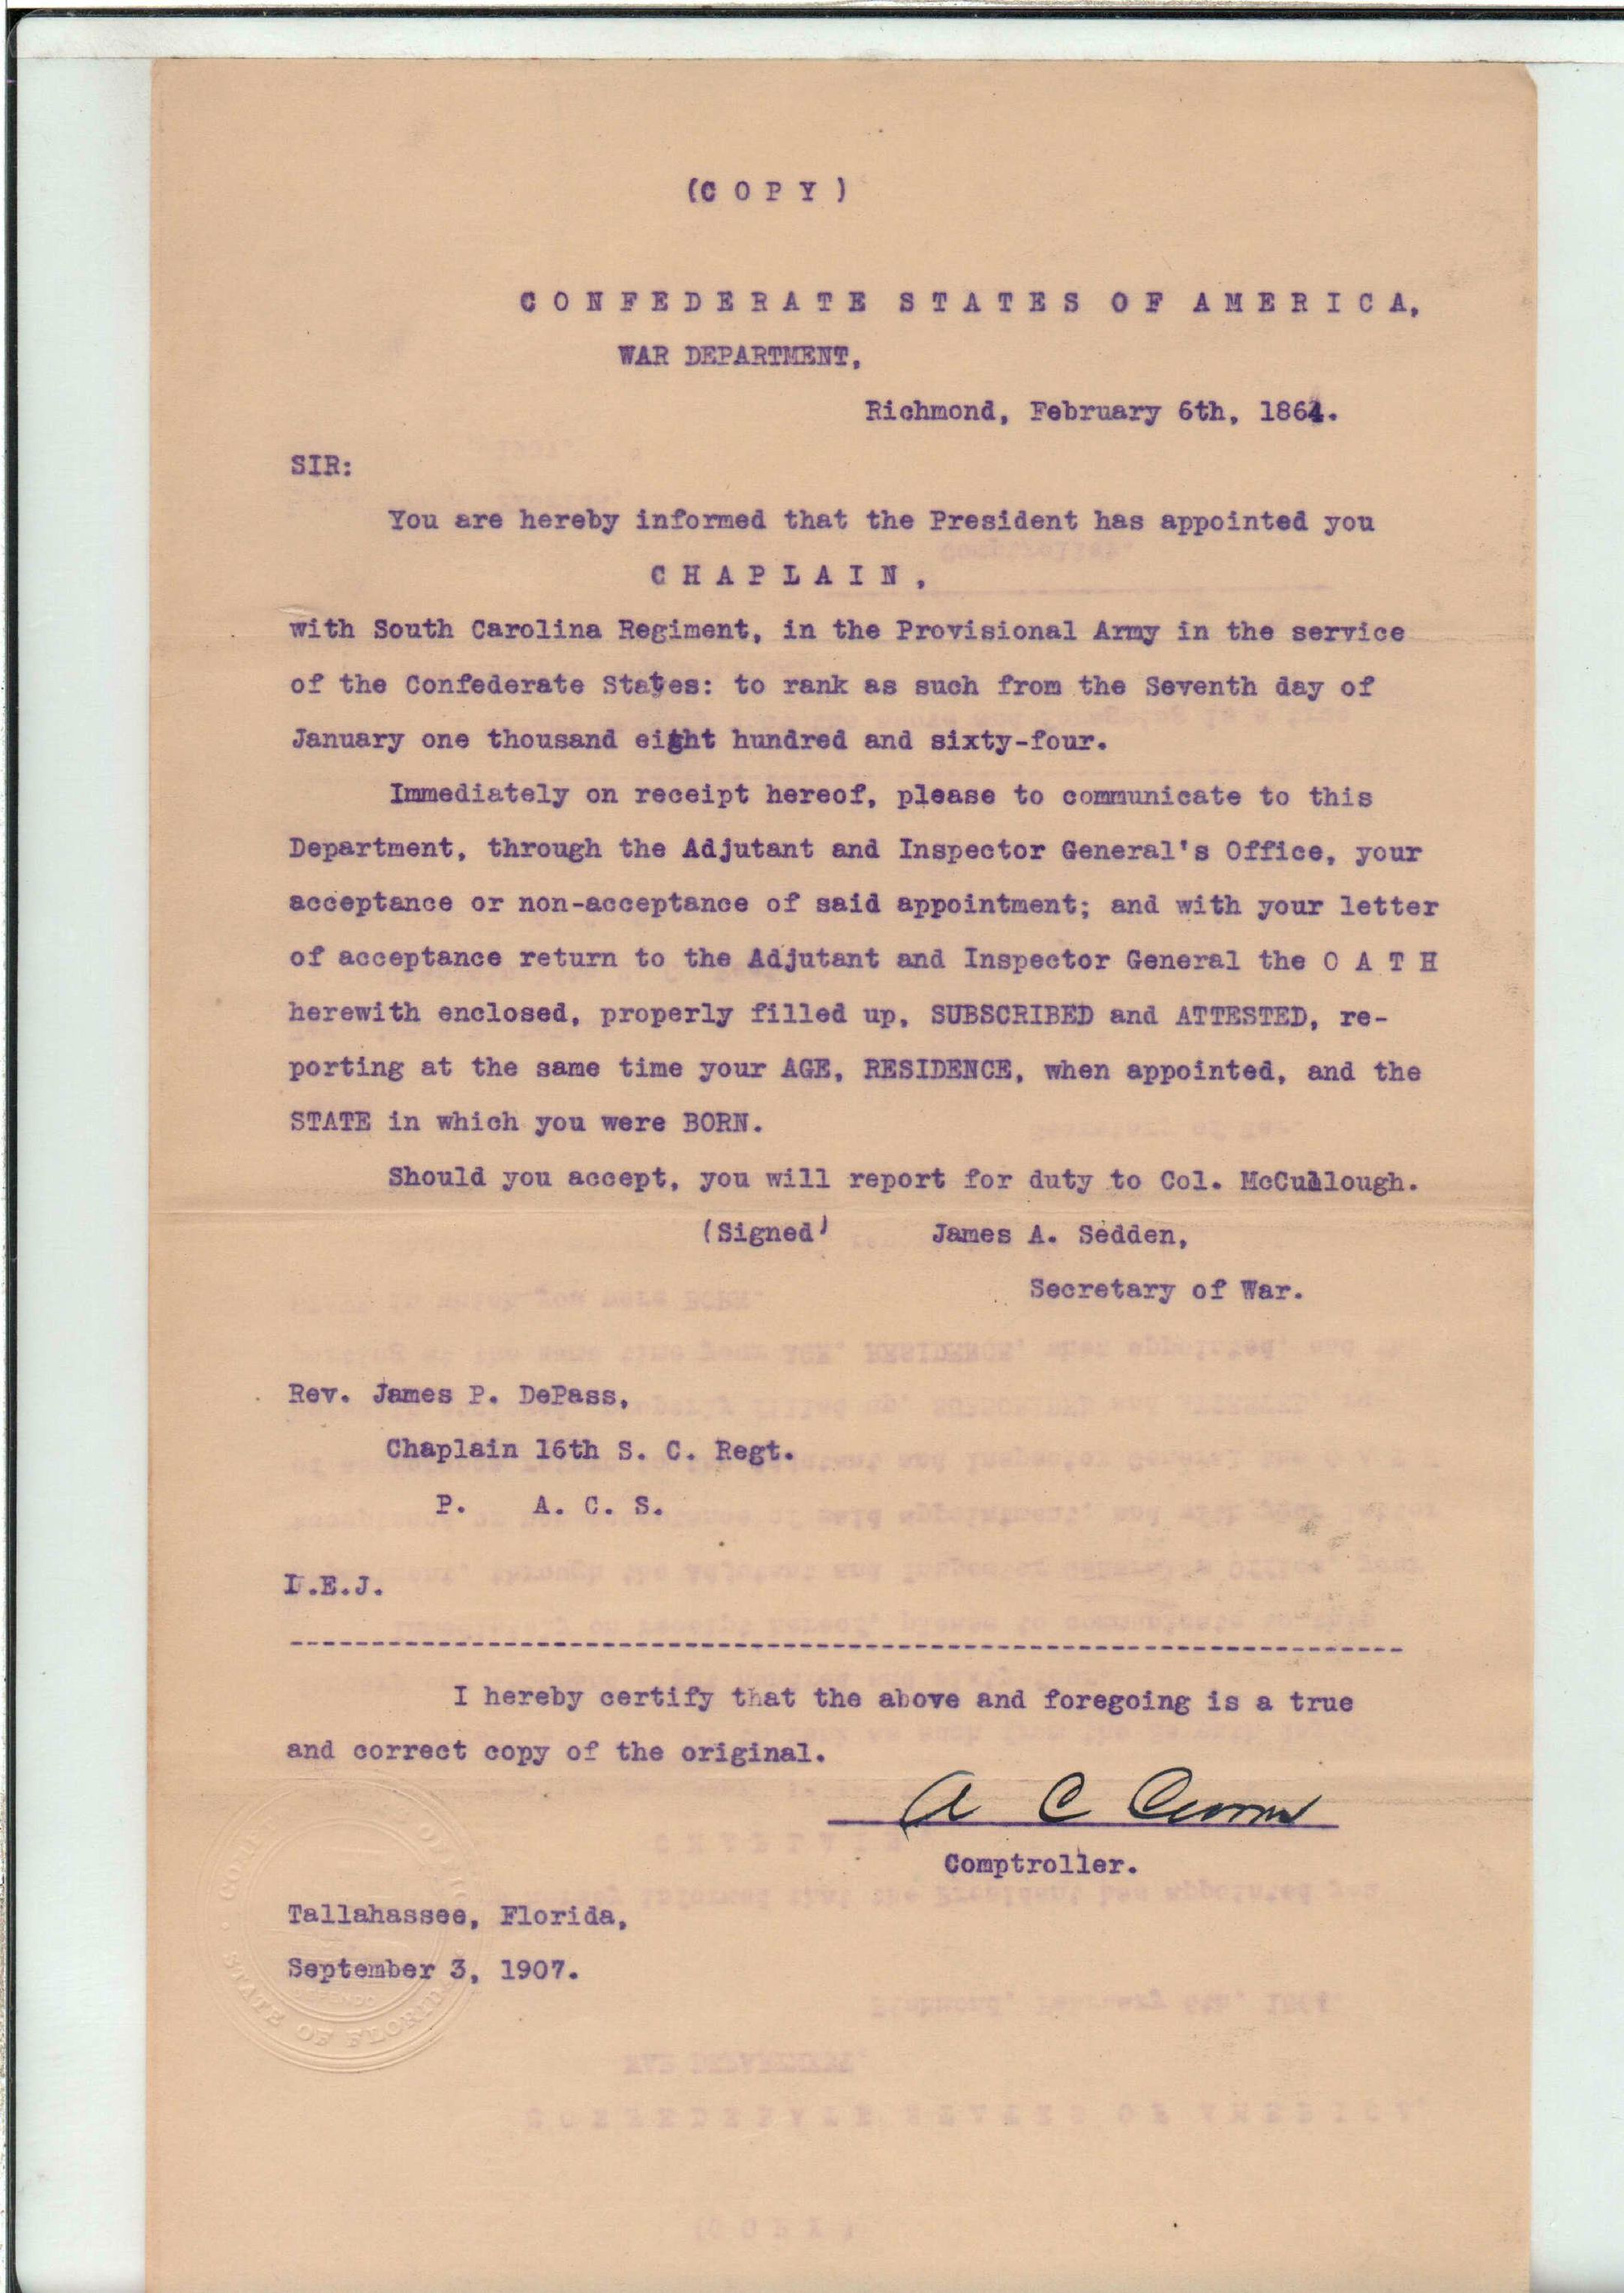 (C O P Y )
C O N F E D E R A T E  S T A T E S  O F  A M E R I C A,
WAR DEPARTMENT,
Richmond, February 6th, 1864.
SIR:
You are hereby informed that the President has appointed you
C H A P L A I N ,
with South Carolina Regiment, in the Provisional Army in the service
of the Confederate States: to rank as such from the Seventh day of
January one thousand eight hundred and sixty-four.
Immediately on receipt hereof, please to communicate to this
Department, through the Adjutant and Inspector General's Office, your
acceptance or non-acceptance of said appointment; and with your letter
of acceptance return to the Adjutant and Inspector General the O A T H
herewith enclosed, properly filled up, SUBSCRIBED and ATTESTED, re-
porting at the same time your AGE, RESIDENCE, when appointed, and the
STATE in which you were BORN.
Should you accept, you will report for duty to Col. McCullough.
(Signed) James A. Sedden,
Secretary of War.
Rev. James P. DePass,
Chaplain 16th S. C. Regt.
P. A. C. S.
I.E.J.
I hereby certify that the above and foregoing is a true
and correct copy of the original.
A C Croom
Comptroller.
Tallahassee, Florida,
September 3, 1907.
STATE OF FLORIDA